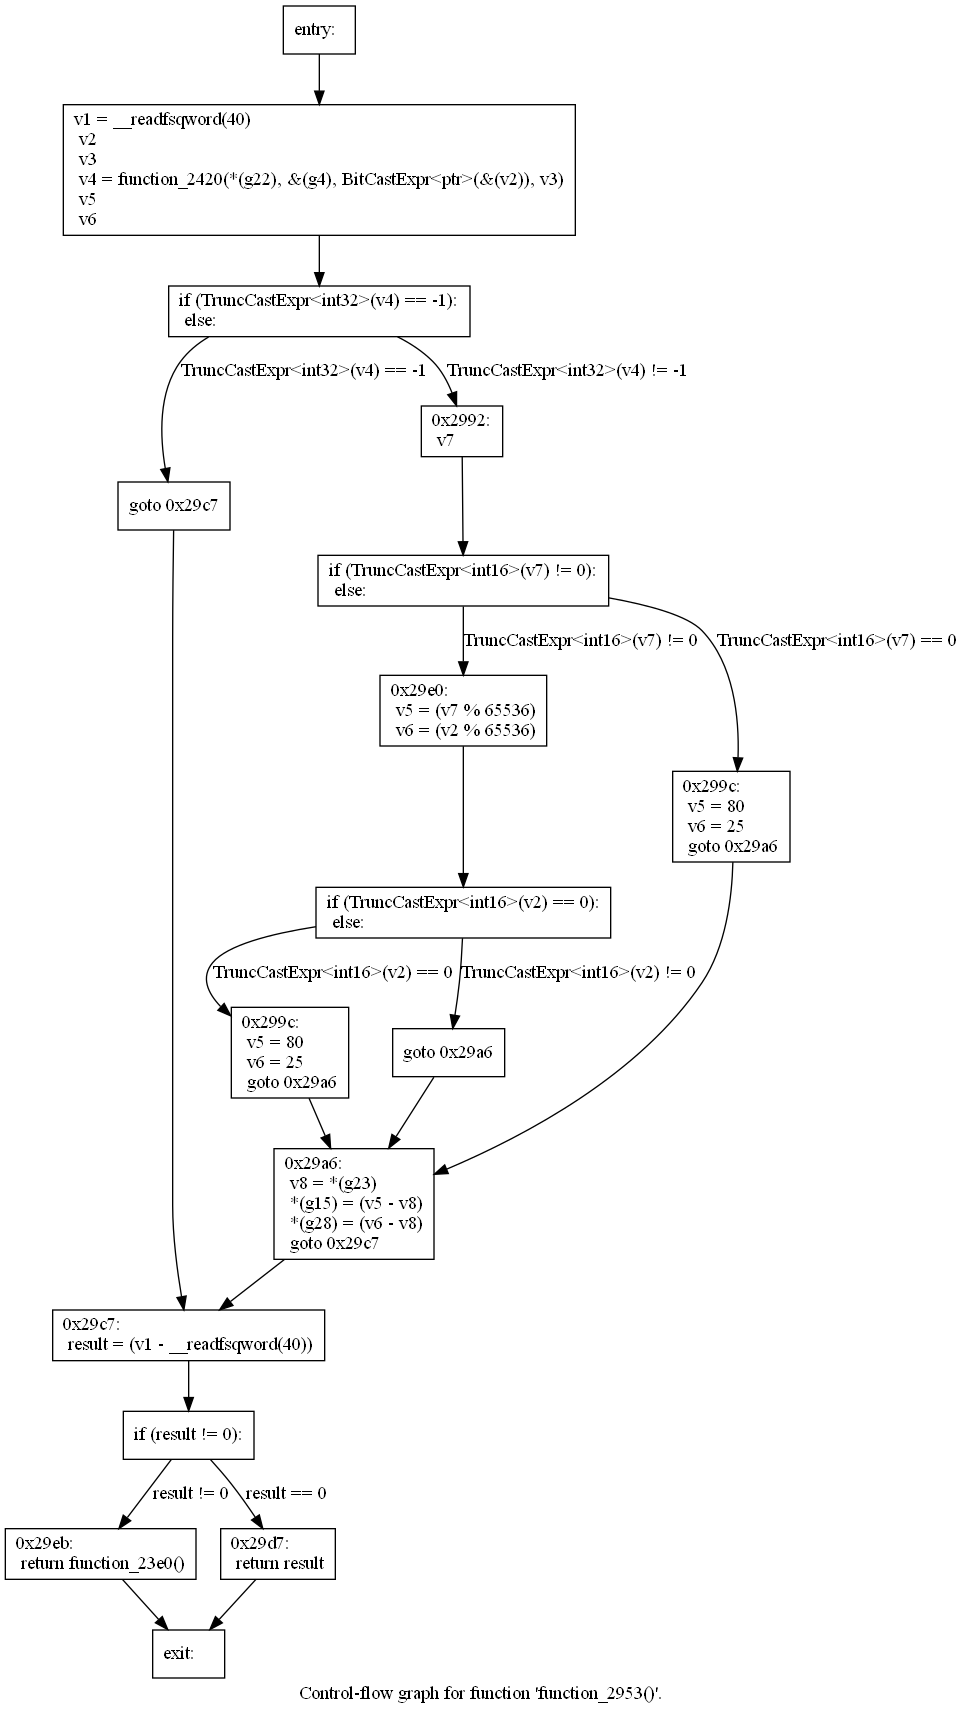 entry:
v1 = __readfsqword(40)
v2
v3
v4 = function_2420(*(g22), &(g4), BitCastExpr<ptr>(&(v2)), v3)
v5
v6
if (TruncCastExpr<int32>(v4) == -1):
else:
TruncCastExpr<int32>(v4) == -1
TruncCastExpr<int32>(v4) != -1
0x2992:
v7
goto 0x29c7
if (TruncCastExpr<int16>(v7) != 0):
else:
TruncCastExpr<int16>(v7) != 0
TruncCastExpr<int16>(v7) == 0
0x29e0:
v5 = (v7 % 65536)
v6 = (v2 % 65536)
0x299c:
v5 = 80
v6 = 25
goto 0x29a6
if (TruncCastExpr<int16>(v2) == 0):
else:
TruncCastExpr<int16>(v2) == 0
TruncCastExpr<int16>(v2) != 0
0x299c:
v5 = 80
v6 = 25
goto 0x29a6
goto 0x29a6
0x29a6:
v8 = *(g23)
*(g15) = (v5 - v8)
*(g28) = (v6 - v8)
goto 0x29c7
0x29c7:
result = (v1 - __readfsqword(40))
if (result != 0):
result != 0
result == 0
0x29eb:
return function_23e0()
0x29d7:
return result
exit:
Control-flow graph for function 'function_2953()'.